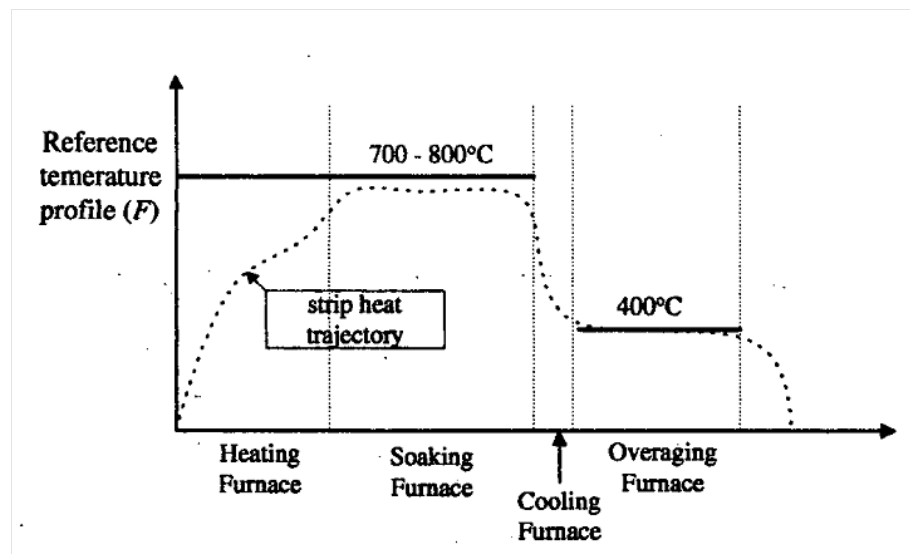 Reference
temerature
profile (F)
700 - 800°C
strip heat
trajectory
400°C
Heating
Furnace
Soaking
Furnace
Cooling
Furnace
Overaging
Furnace